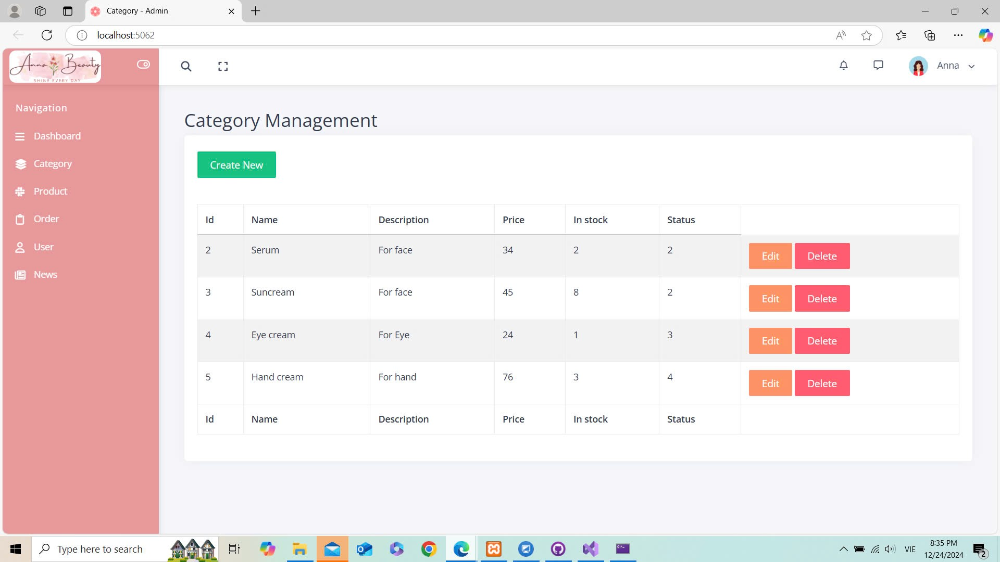 Category - Admin
localhost:5062
Anna Beauty
SHINE EVERY DAY
Anna
Navigation
Dashboard
Category
Product
Order
User
News
Category Management
Create New
Id Name Description Price In stock Status
2 Serum For face 34 2 2 Edit Delete
3 Suncream For face 45 8 2 Edit Delete
4 Eye cream For Eye 24 1 3 Edit Delete
5 Hand cream For hand 76 3 4 Edit Delete
Id Name Description Price In stock Status
Type here to search
VIE
8:35 PM
12/24/2024
2